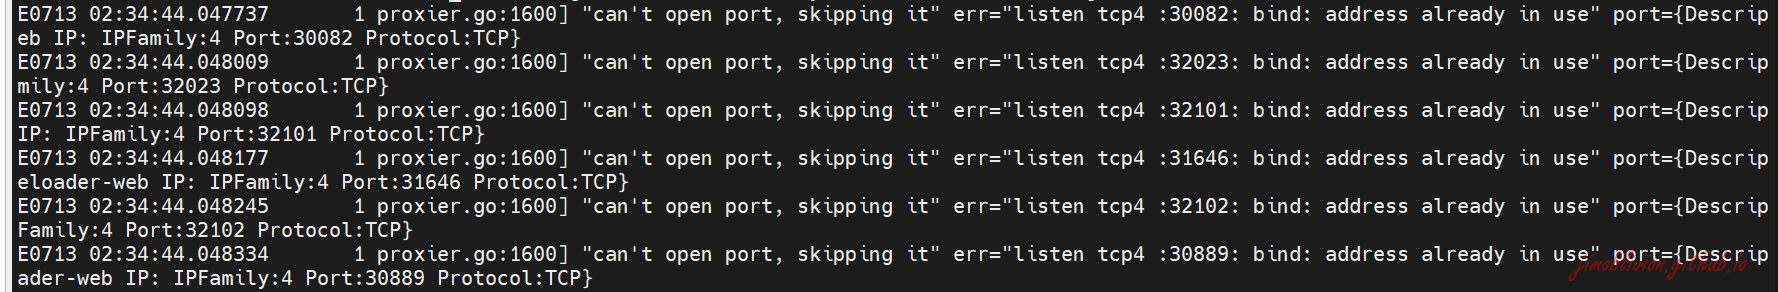 E0713 02:34:44.047737       1 proxier.go:1600] "can't open port, skipping it" err="listen tcp4 :30082: bind: address already in use" port={Descrip
eb IP: IPFamily:4 Port:30082 Protocol:TCP}
E0713 02:34:44.048009       1 proxier.go:1600] "can't open port, skipping it" err="listen tcp4 :32023: bind: address already in use" port={Descrip
mily:4 Port:32023 Protocol:TCP}
E0713 02:34:44.048098       1 proxier.go:1600] "can't open port, skipping it" err="listen tcp4 :32101: bind: address already in use" port={Descrip
IP: IPFamily:4 Port:32101 Protocol:TCP}
E0713 02:34:44.048177       1 proxier.go:1600] "can't open port, skipping it" err="listen tcp4 :31646: bind: address already in use" port={Descrip
eloader-web IP: IPFamily:4 Port:31646 Protocol:TCP}
E0713 02:34:44.048245       1 proxier.go:1600] "can't open port, skipping it" err="listen tcp4 :32102: bind: address already in use" port={Descrip
Family:4 Port:32102 Protocol:TCP}
E0713 02:34:44.048334       1 proxier.go:1600] "can't open port, skipping it" err="listen tcp4 :30889: bind: address already in use" port={Descrip
ader-web IP: IPFamily:4 Port:30889 Protocol:TCP}
jimoblivion.github.io